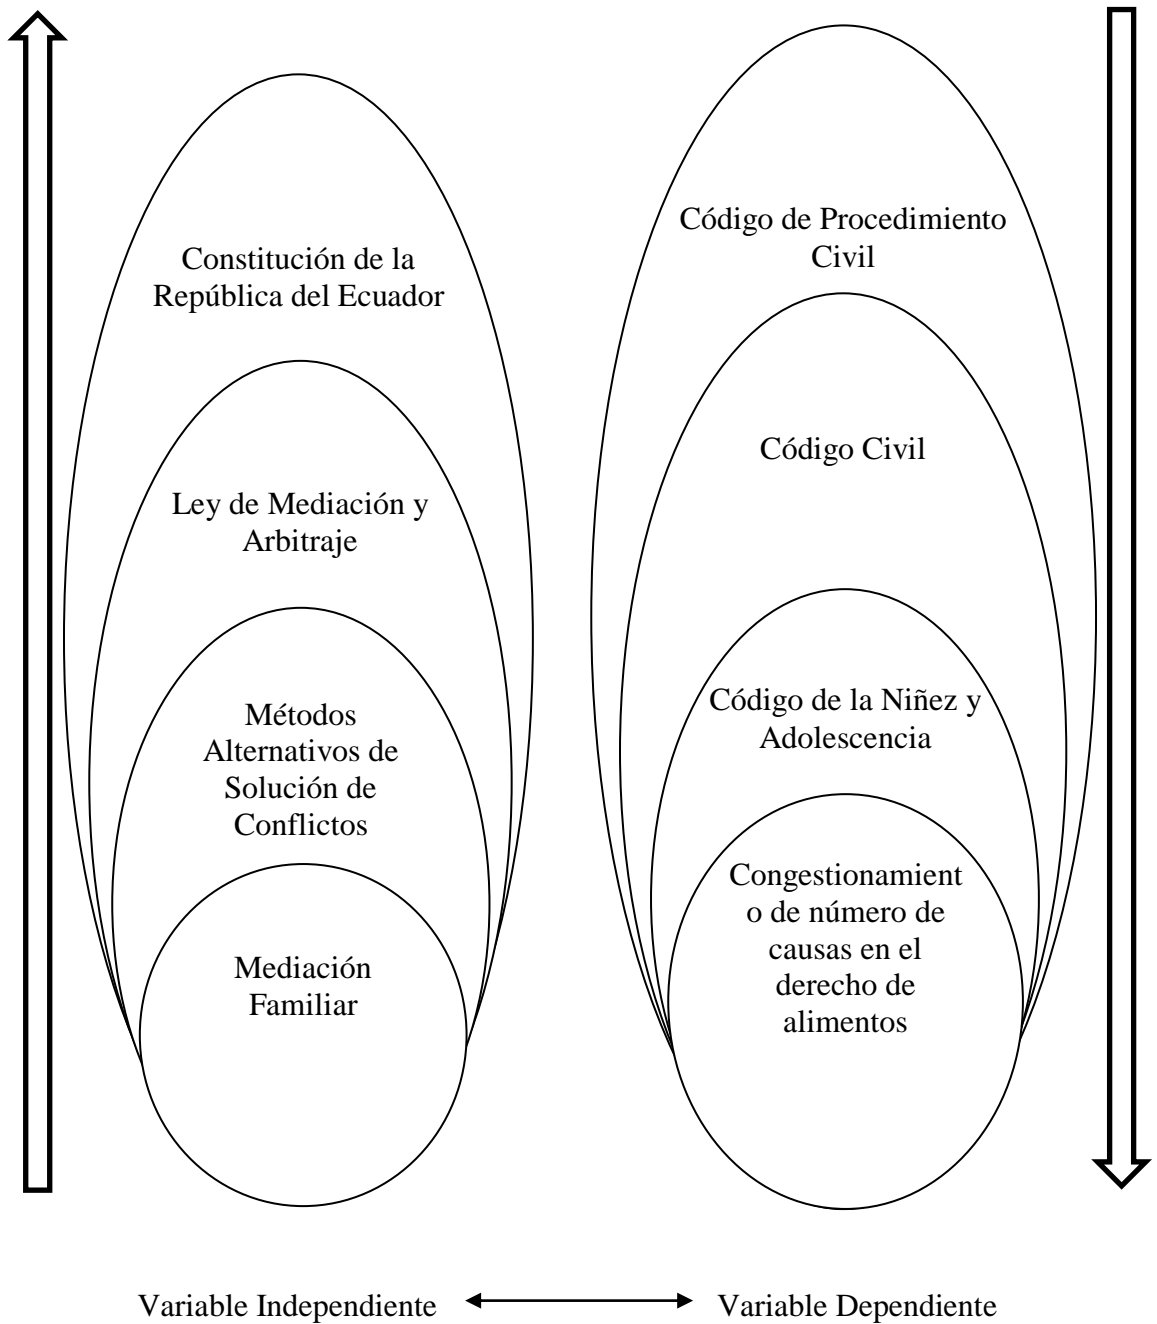 Constitución de la
República del Ecuador
Ley de Mediación y
Arbitraje
Métodos
Alternativos de
Solución de
Conflictos
Mediación
Familiar
Código de Procedimiento
Civil
Código Civil
Código de la Niñez y
Adolescencia
Congestionamient
o de número de
causas en el
derecho de
alimentos
Variable Independiente
Variable Dependiente